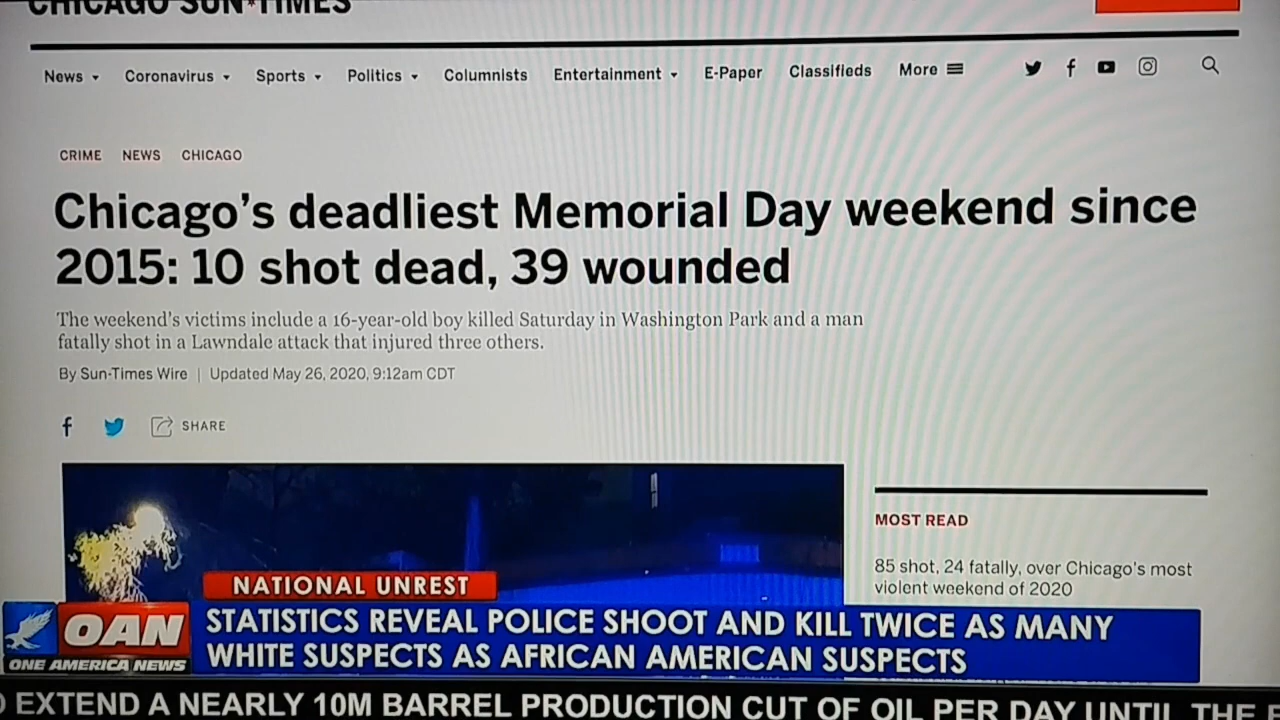 CHICAGO SUN*TIMES
News Coronavirus Sports Politics Columnists Entertainment E-Paper Classifieds More
CRIME NEWS CHICAGO
Chicago's deadliest Memorial Day weekend since
2015: 10 shot dead, 39 wounded
The weekend's victims include a 16-year-old boy killed Saturday in Washington Park and a man
fatally shot in a Lawndale attack that injured three others.
By Sun-Times Wire | Updated May 26, 2020, 9:12am CDT
SHARE
MOST READ
85 shot, 24 fatally, over Chicago's most
violent weekend of 2020
NATIONAL UNREST
OAN
ONE AMERICA NEWS
STATISTICS REVEAL POLICE SHOOT AND KILL TWICE AS MANY
WHITE SUSPECTS AS AFRICAN AMERICAN SUSPECTS
EXTEND A NEARLY 10M BARREL PRODUCTION CUT OF OIL PER DAY UNTIL THE